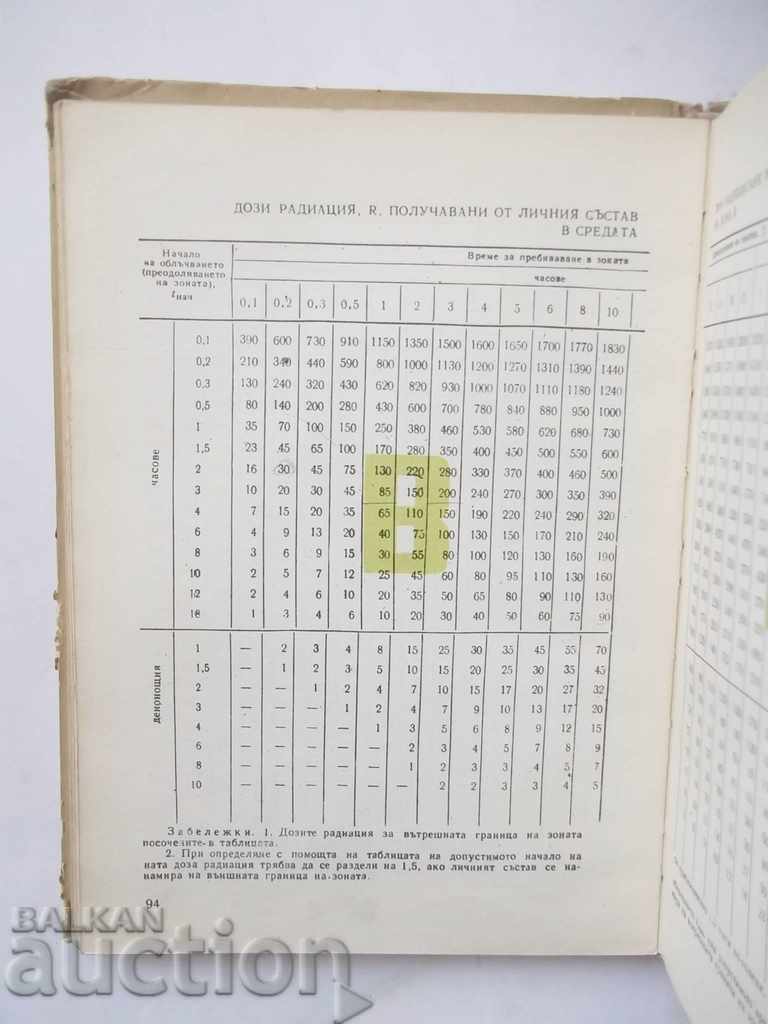 ДОЗИ РАДИАЦИЯ, R, ПОЛУЧАВАНИ ОТ ЛИЧНИЯ СЪСТАВ
В СРЕДАТА
Начало на облъчването (преодоляването на зоната), tнач
Време за пребиваване в зоната
часове
0,1 0,2 0,3 0,5 1 2 3 4 5 6 8 10
часове
0,1 390 600 730 910 1150 1350 1500 1600 1650 1700 1770 1830
0,2 210 340 440 590 800 1000 1130 1200 1270 1310 1390 1440
0,3 130 240 320 430 620 820 930 1000 1070 1110 1180 1240
0,5 80 140 200 280 430 600 700 780 840 880 950 1000
1 35 70 100 150 250 380 460 530 580 620 680 730
1,5 23 45 65 100 170 280 350 400 450 500 550 600
2 16 30 45 75 130 220 280 330 370 400 460 500
3 10 20 30 45 85 150 200 240 270 300 350 390
4 7 15 20 35 65 110 150 190 220 240 290 320
6 4 9 13 20 40 75 100 130 150 170 210 240
8 3 6 9 15 30 55 80 100 120 130 160 190
10 2 5 7 12 25 45 60 80 95 110 130 160
12 2 4 6 10 20 35 50 65 80 90 110 130
18 1 3 4 6 10 20 30 40 50 60 75 90
В
денонощия
1 — 2 3 4 8 15 25 30 35 45 55 70
1,5 — 1 2 3 5 10 15 20 25 30 35 45
2 — — 1 2 4 7 10 15 17 20 27 32
3 — — — 1 2 4 7 9 10 13 17 20
4 — — — — 1 3 5 6 8 9 12 15
6 — — — — — 2 3 4 5 7 8 9
8 — — — — — 1 2 3 3 4 5 7
10 — — — — — — 2 2 3 3 4 5
Забележки. 1. Дозите радиация за вътрешната граница на зоната
посочените в таблицата.
2. При определяне с помощта на таблицата на допустимото начало на
ната доза радиация трябва да се раздели на 1,5, ако личният състав се на-
намира на външната граница на зоната.
94
BALKAN
auction